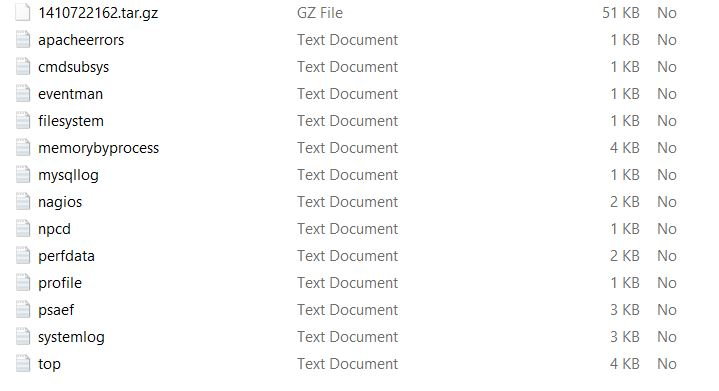 1410722162.tar.gz GZ File 51 KB No
apacheerrors Text Document 1 KB No
cmdsubsys Text Document 1 KB No
eventman Text Document 1 KB No
filesystem Text Document 1 KB No
memorybyprocess Text Document 4 KB No
mysqllog Text Document 1 KB No
nagios Text Document 2 KB No
npcd Text Document 1 KB No
perfdata Text Document 2 KB No
profile Text Document 1 KB No
psaef Text Document 3 KB No
systemlog Text Document 3 KB No
top Text Document 4 KB No